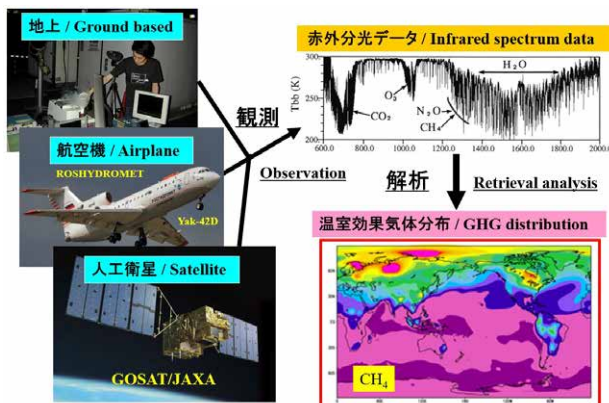 地上 / Ground based
航空機 / Airplane
ROSHYDROMET
Yak-42D
人工衛星 / Satellite
GOSAT/JAXA
観測
Observation
赤外分光データ / Infrared spectrum data
Tbb (K)
300
250
200
H₂O
O₃
CO₂
N₂O
CH₄
600.0 800.0 1000.0 1200.0 1400.0 1600.0 1800.0 2000.0
解析
Retrieval analysis
温室効果気体分布 / GHG distribution
CH₄